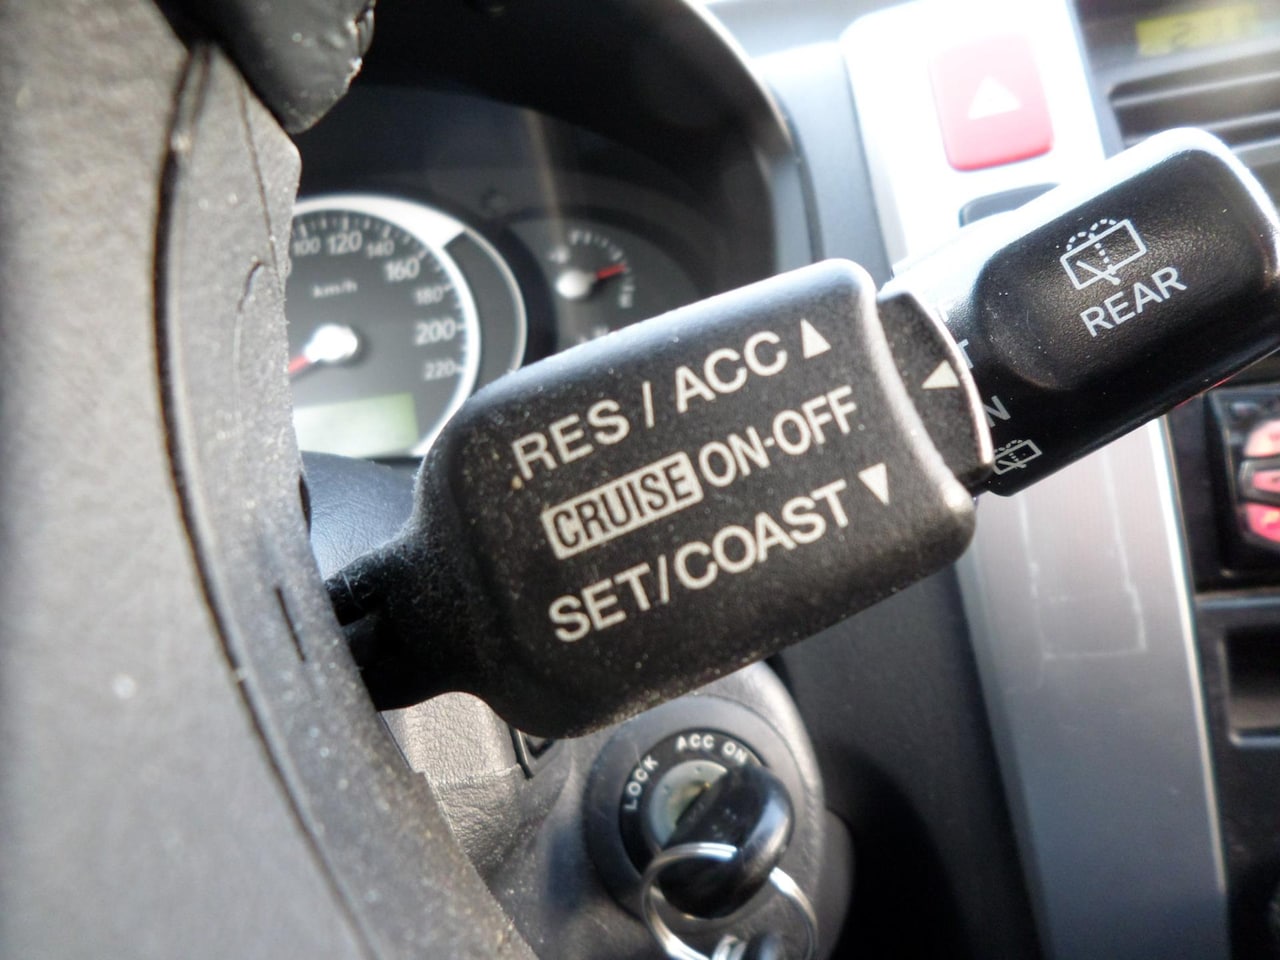 100 120 140
160
180
200
220
km/h
REAR
RES / ACC ▲
CRUISE ON-OFF
SET/COAST ▼
LOCK ACC ON